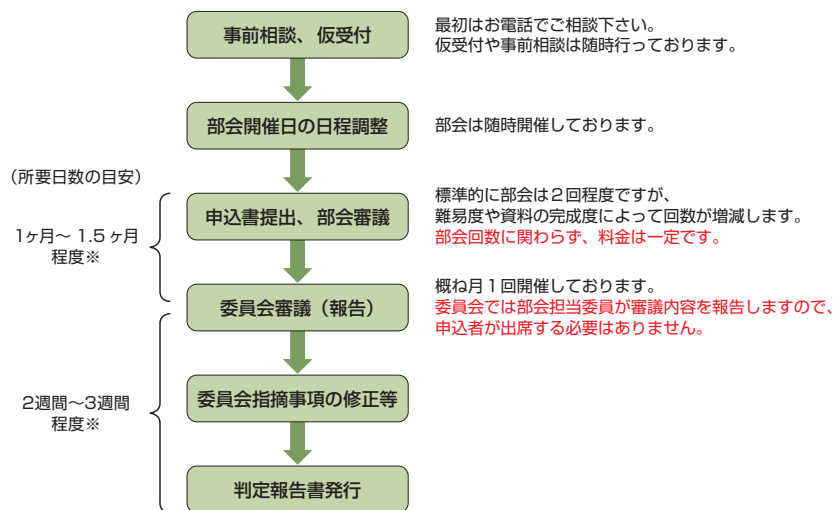 事前相談、仮受付
最初はお電話でご相談下さい。
仮受付や事前相談は随時行っております。
部会開催日の日程調整
部会は随時開催しております。
（所要日数の目安）
申込書提出、部会審議
標準的に部会は２回程度ですが、
難易度や資料の完成度によって回数が増減します。
部会回数に関わらず、料金は一定です。
1ヶ月～ 1.5 ヶ月
程度※
委員会審議（報告）
概ね月１回開催しております。
委員会では部会担当委員が審議内容を報告しますので、
申込者が出席する必要はありません。
委員会指摘事項の修正等
2週間～3週間
程度※
判定報告書発行